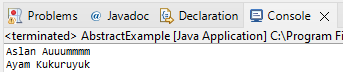 Problems @ Javadoc Declaration Console
<terminated> AbstractExample [Java Application] C:\Program Fi
Aslan Auuummmm
Ayam Kukuruyuk